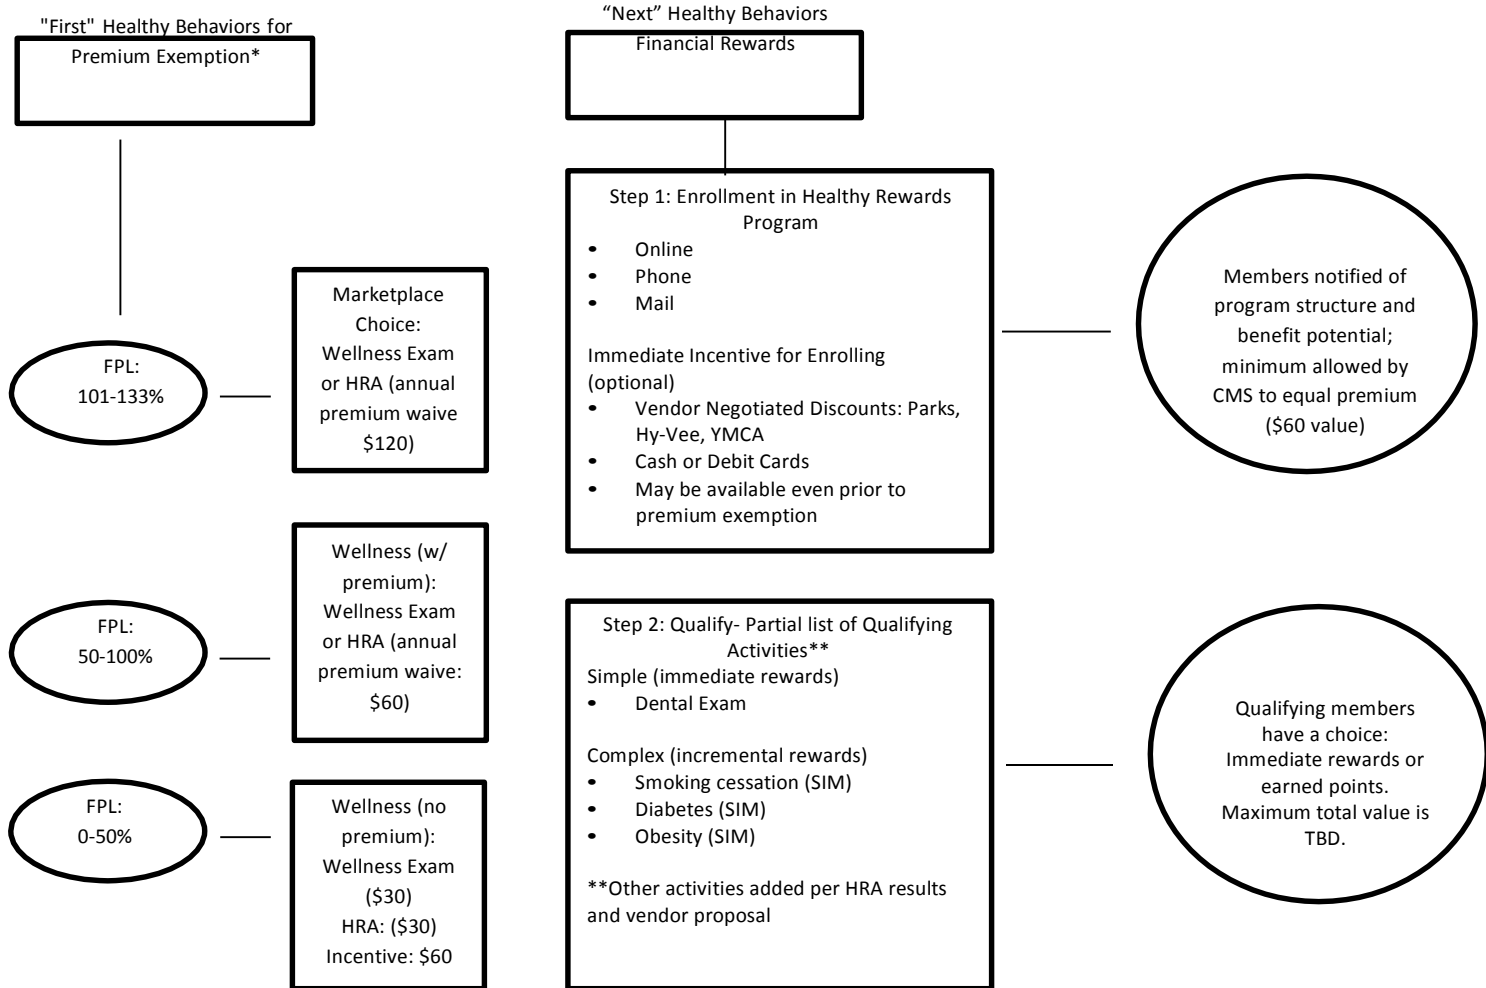 "First" Healthy Behaviors for
Premium Exemption*
FPL:
101-133%
Marketplace
Choice:
Wellness Exam
or HRA (annual
premium waive
$120)
FPL:
50-100%
Wellness (w/
premium):
Wellness Exam
or HRA (annual
premium waive:
$60)
FPL:
0-50%
Wellness (no
premium):
Wellness Exam
($30)
HRA: ($30)
Incentive: $60
“Next” Healthy Behaviors
Financial Rewards
Step 1: Enrollment in Healthy Rewards
Program
• Online
• Phone
• Mail
Immediate Incentive for Enrolling
(optional)
• Vendor Negotiated Discounts: Parks,
Hy-Vee, YMCA
• Cash or Debit Cards
• May be available even prior to
premium exemption
Members notified of
program structure and
benefit potential;
minimum allowed by
CMS to equal premium
($60 value)
Step 2: Qualify- Partial list of Qualifying
Activities**
Simple (immediate rewards)
• Dental Exam
Complex (incremental rewards)
• Smoking cessation (SIM)
• Diabetes (SIM)
• Obesity (SIM)
**Other activities added per HRA results
and vendor proposal
Qualifying members
have a choice:
Immediate rewards or
earned points.
Maximum total value is
TBD.